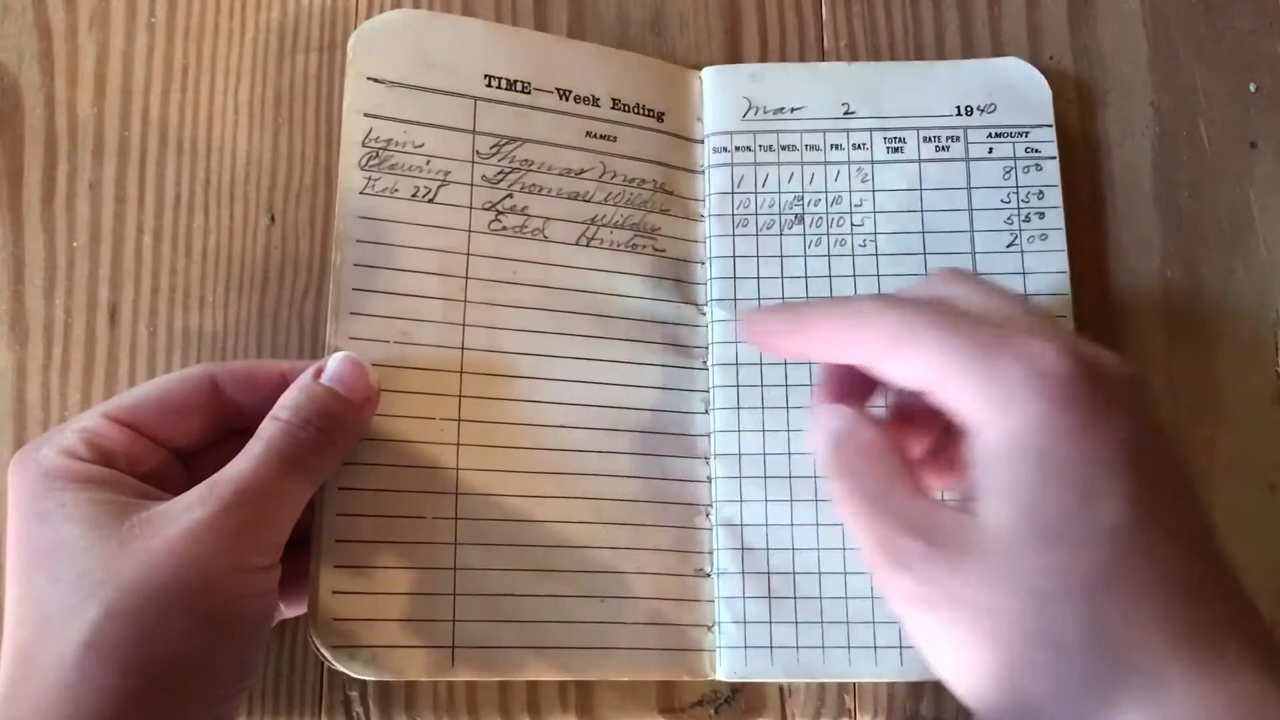 TIME—Week Ending
Mar 2 1940
NAMES
SUN. MON. TUE. WED. THU. FRI. SAT. TOTAL TIME RATE PER DAY AMOUNT $ Cts.
begin Thomas Moore 1 1 1 1 1 1/2 8 00
Plowing Thomas Wilder 10 10 10 10 10 5 5 50
Feb 27 Lee Wilder 10 10 10 10 10 5 5 50
Edd Hinton 10 10 5 2 00